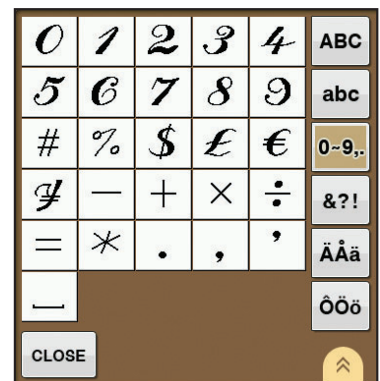 0 1 2 3 4 ABC
5 6 7 8 9 abc
# % $ £ € 0~9,.
¥ − + × ÷ &?!
= * . , ' ÄÅä
⎵ ÔÖö
CLOSE